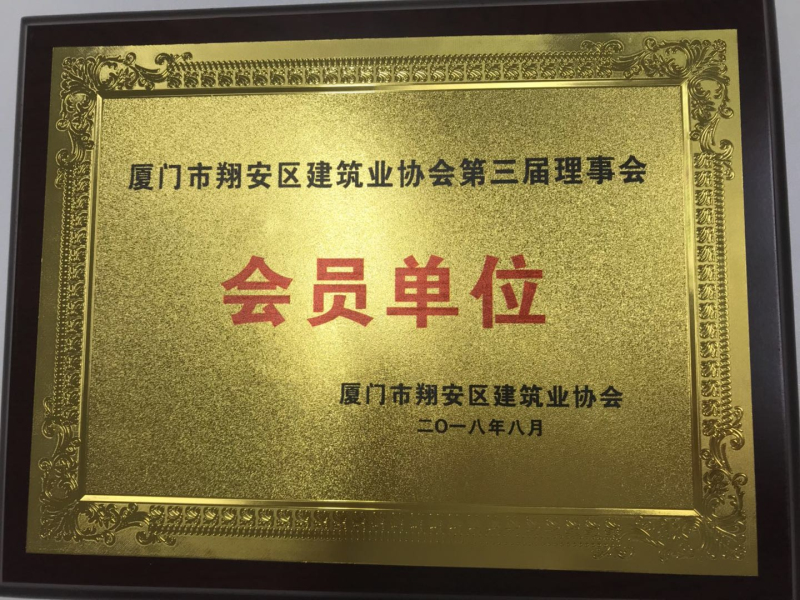 厦门市翔安区建筑业协会第三届理事会
会员单位
厦门市翔安区建筑业协会
二〇一八年八月